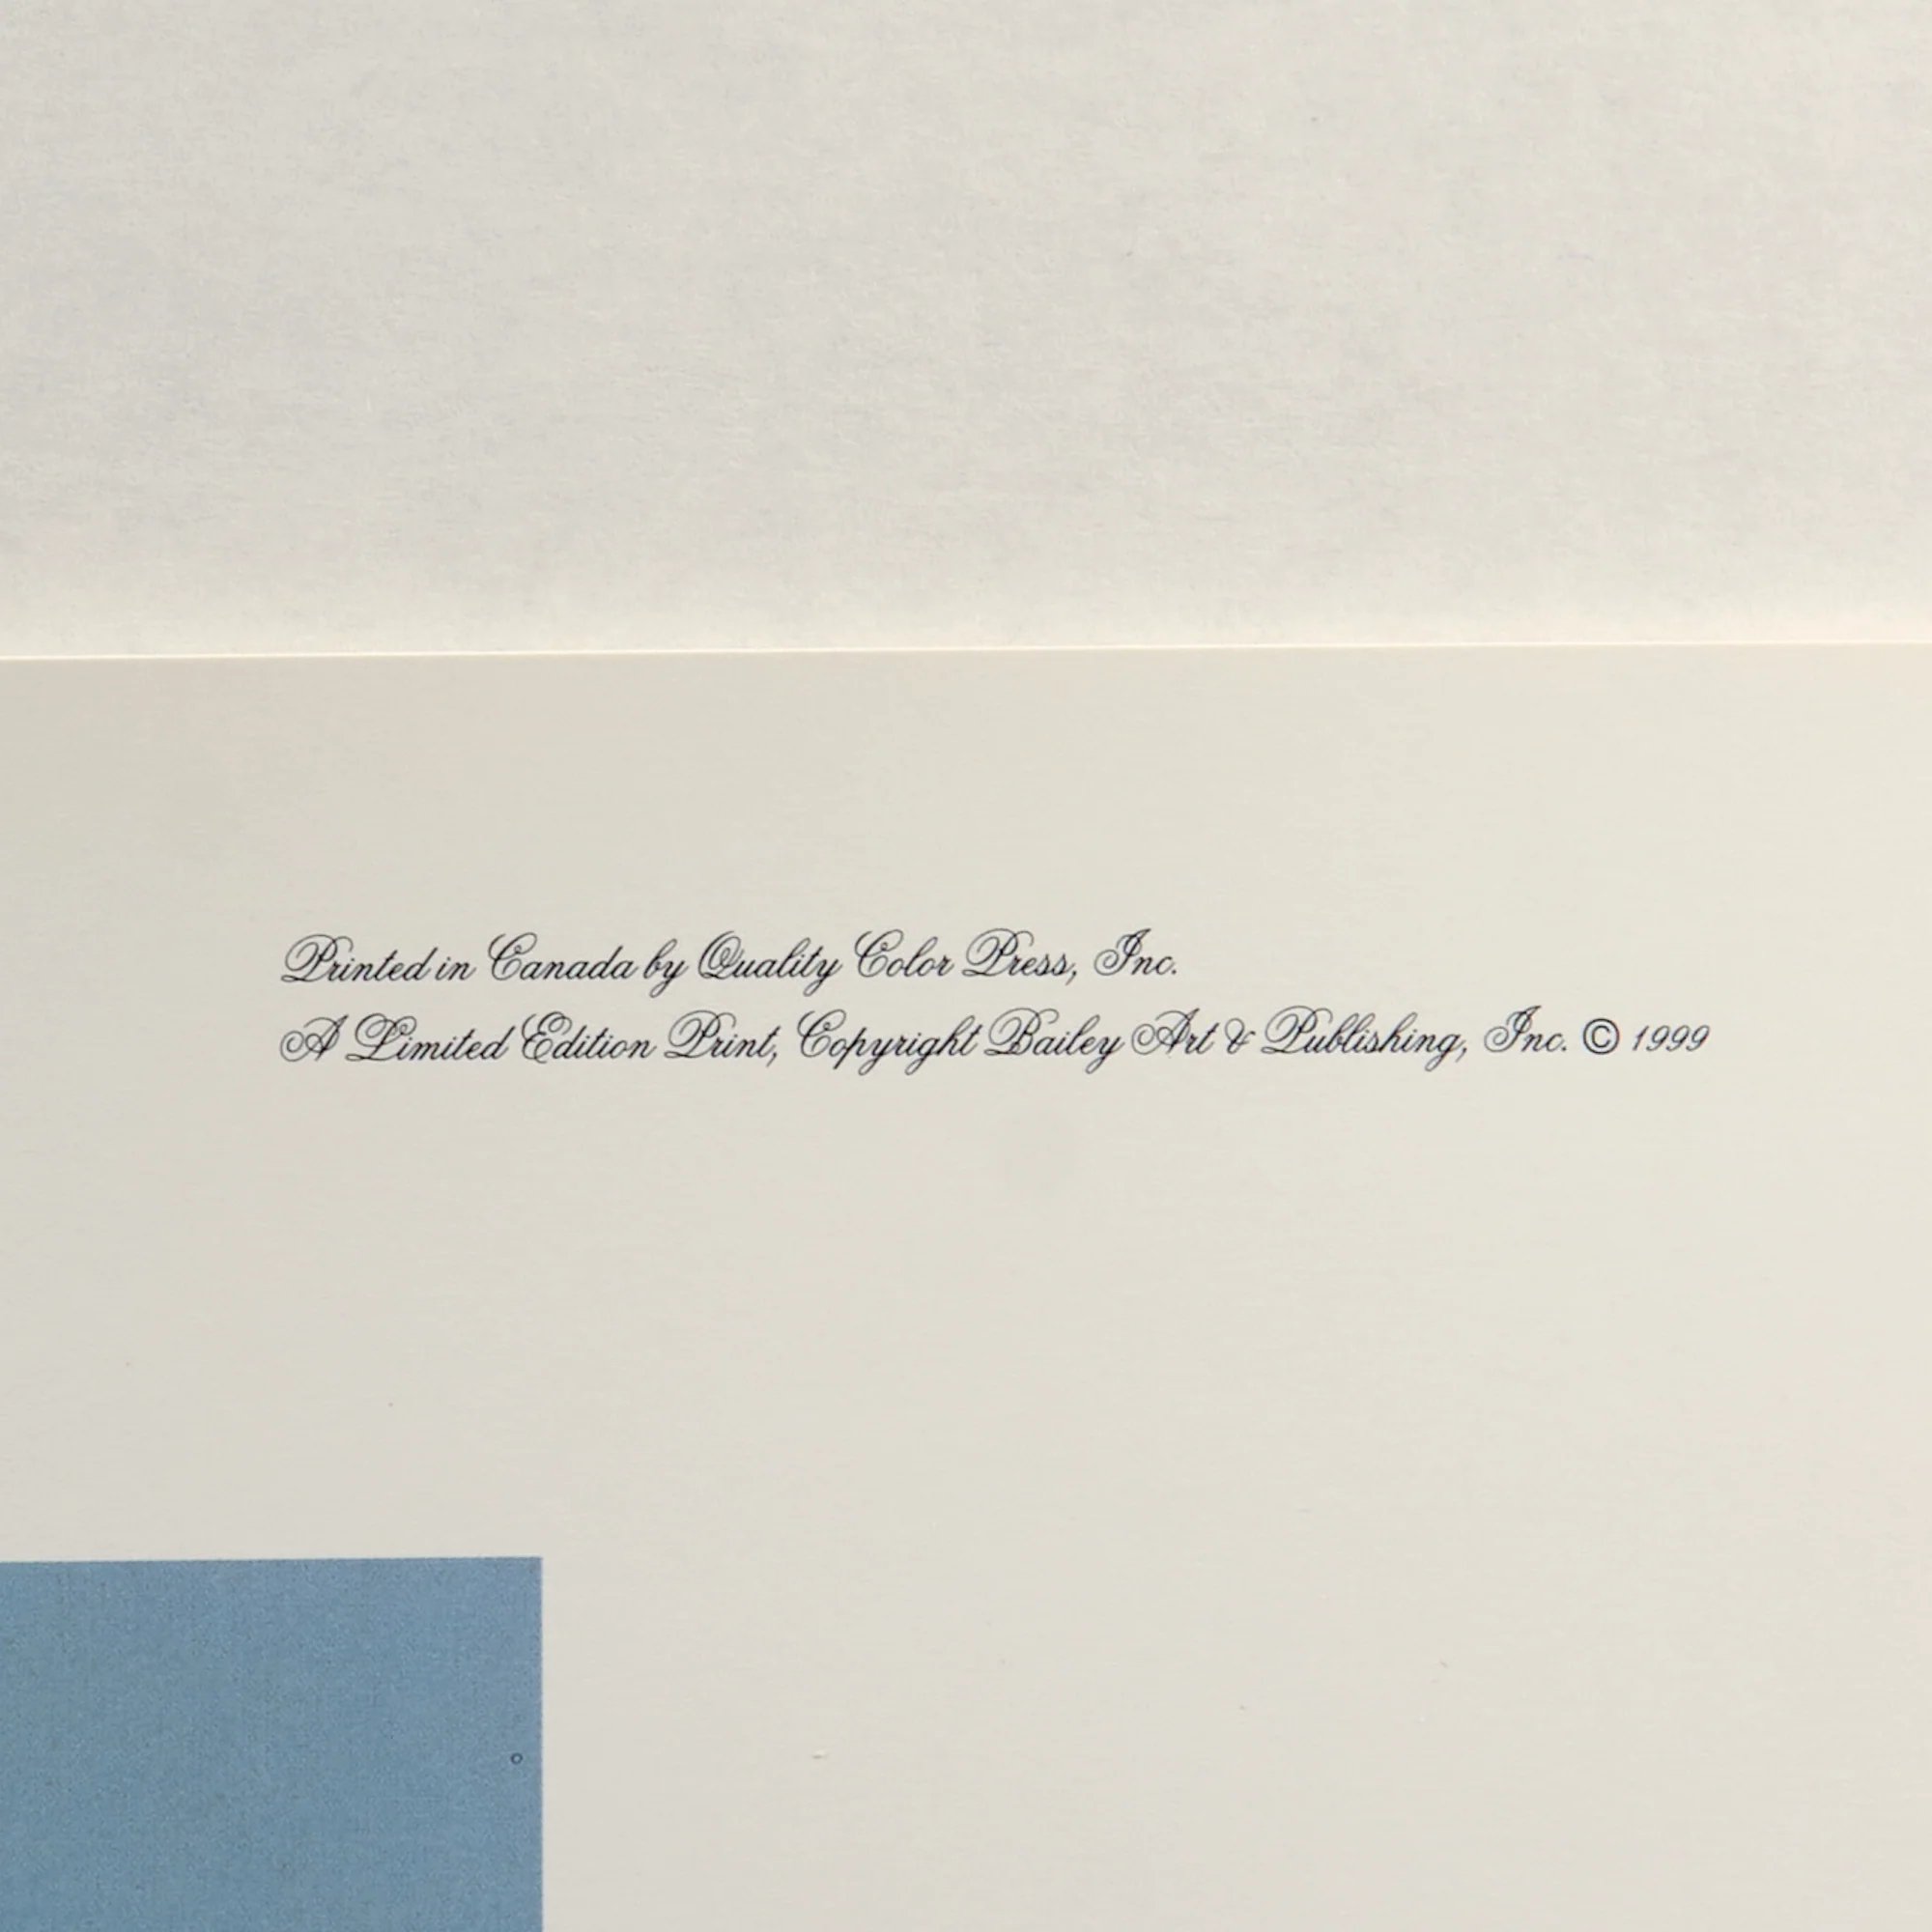 Printed in Canada by Quality Color Press, Inc.
A Limited Edition Print, Copyright Bailey Art & Publishing, Inc. © 1999